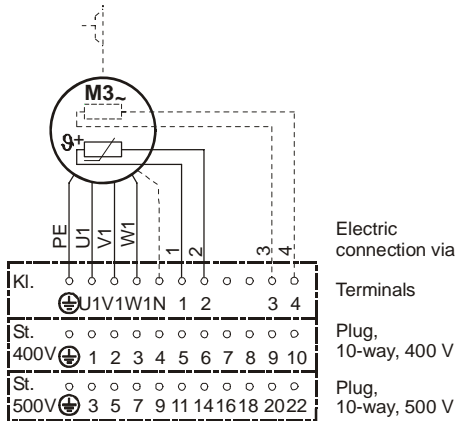 M3~
ϑ+
PE
U1
V1
W1
1
2
3
4
Electric
connection via
Kl.
U1V1W1N 1 2 3 4
Terminals
St.
400V 1 2 3 4 5 6 7 8 9 10
Plug,
10-way, 400 V
St.
500V 3 5 7 9 11 14 16 18 20 22
Plug,
10-way, 500 V